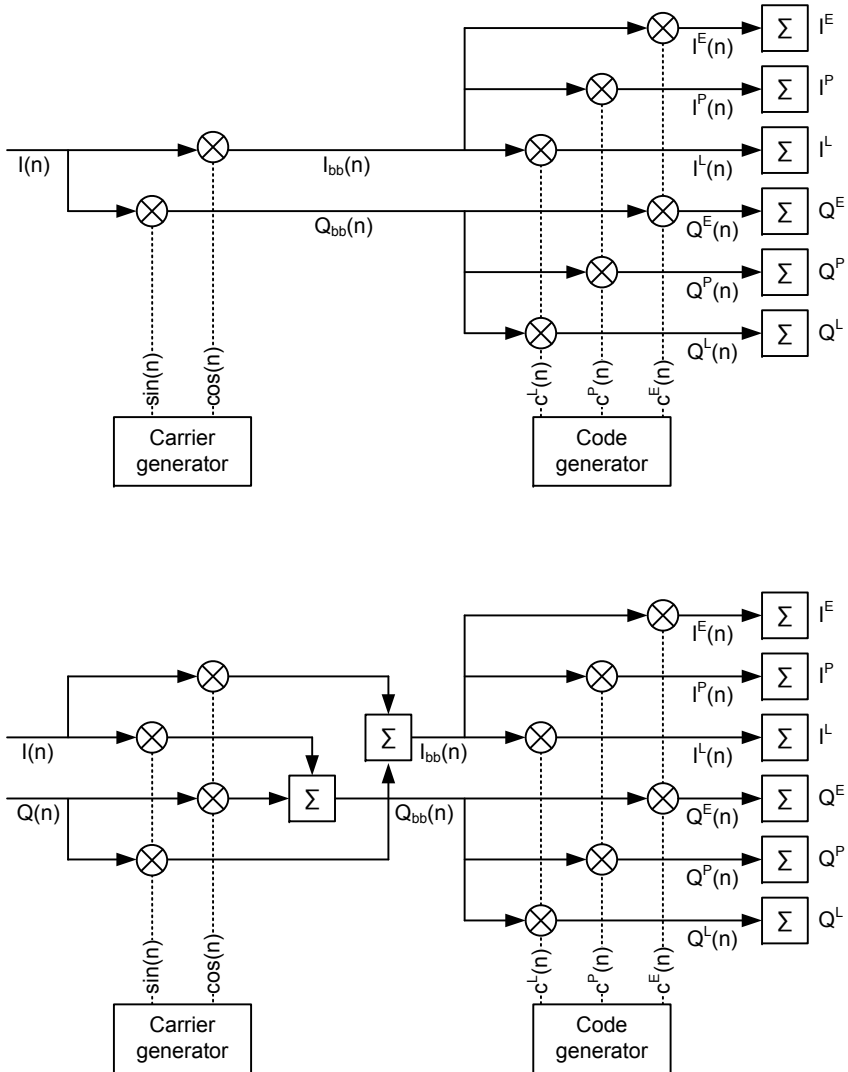 I^E(n) Σ I^E
I^P(n) Σ I^P
I(n) I_bb(n) I^L(n) Σ I^L
Q_bb(n) Q^E(n) Σ Q^E
Q^P(n) Σ Q^P
Q^L(n) Σ Q^L
sin(n) cos(n) c^L(n) c^P(n) c^E(n)
Carrier generator
Code generator
I^E(n) Σ I^E
I^P(n) Σ I^P
I(n) Σ I_bb(n) I^L(n) Σ I^L
Q(n) Σ Q_bb(n) Q^E(n) Σ Q^E
Q^P(n) Σ Q^P
Q^L(n) Σ Q^L
sin(n) cos(n) c^L(n) c^P(n) c^E(n)
Carrier generator
Code generator